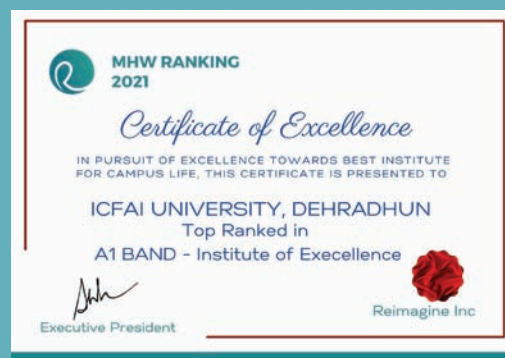 MHW RANKING
2021
Certificate of Excellence
IN PURSUIT OF EXCELLENCE TOWARDS BEST INSTITUTE
FOR CAMPUS LIFE, THIS CERTIFICATE IS PRESENTED TO
ICFAI UNIVERSITY, DEHRADHUN
Top Ranked in
A1 BAND - Institute of Execellence
Executive President
Reimagine Inc